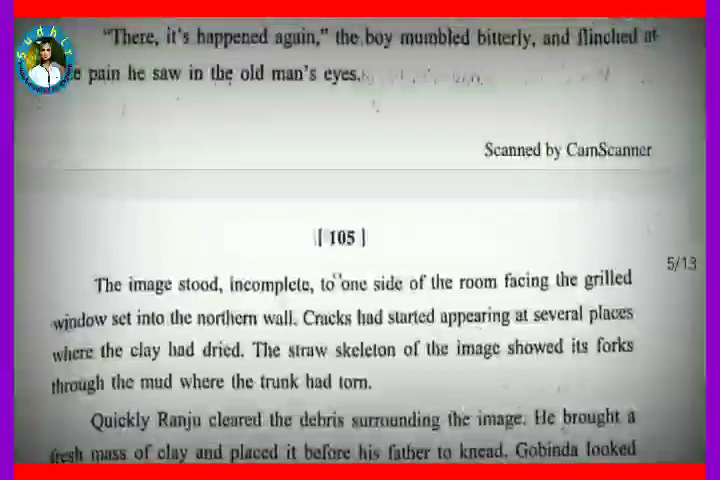 Sudhir
"There, it's happened again," the boy mumbled bitterly, and flinched at
pain he saw in the old man's eyes.
Scanned by CamScanner
[ 105 ]
5/13
The image stood, incomplete, to one side of the room facing the grilled
window set into the northern wall. Cracks had started appearing at several places
where the clay had dried. The straw skeleton of the image showed its forks
through the mud where the trunk had torn.
Quickly Ranju cleared the debris surrounding the image. He brought a
fresh mass of clay and placed it before his father to knead. Gobinda looked